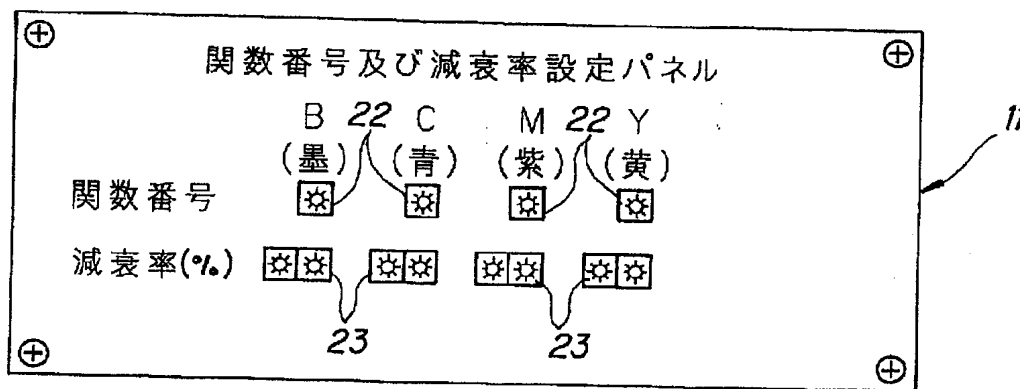 関数番号及び減衰率設定パネル
B 22 C M 22 Y
(墨) (青) (紫) (黄)
関数番号
減衰率(%)
23 23